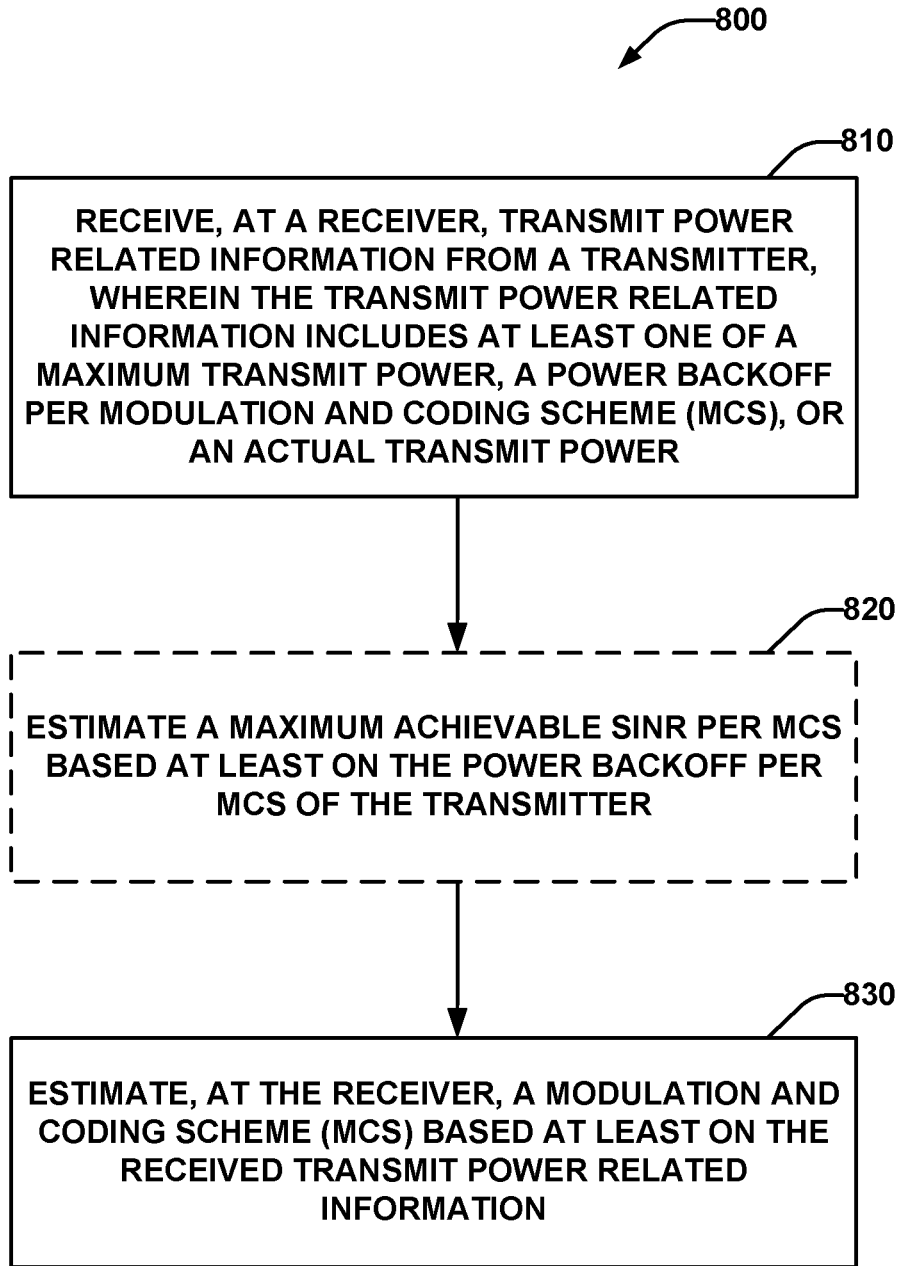 800
810
RECEIVE, AT A RECEIVER, TRANSMIT POWER
RELATED INFORMATION FROM A TRANSMITTER,
WHEREIN THE TRANSMIT POWER RELATED
INFORMATION INCLUDES AT LEAST ONE OF A
MAXIMUM TRANSMIT POWER, A POWER BACKOFF
PER MODULATION AND CODING SCHEME (MCS), OR
AN ACTUAL TRANSMIT POWER
820
ESTIMATE A MAXIMUM ACHIEVABLE SINR PER MCS
BASED AT LEAST ON THE POWER BACKOFF PER
MCS OF THE TRANSMITTER
830
ESTIMATE, AT THE RECEIVER, A MODULATION AND
CODING SCHEME (MCS) BASED AT LEAST ON THE
RECEIVED TRANSMIT POWER RELATED
INFORMATION